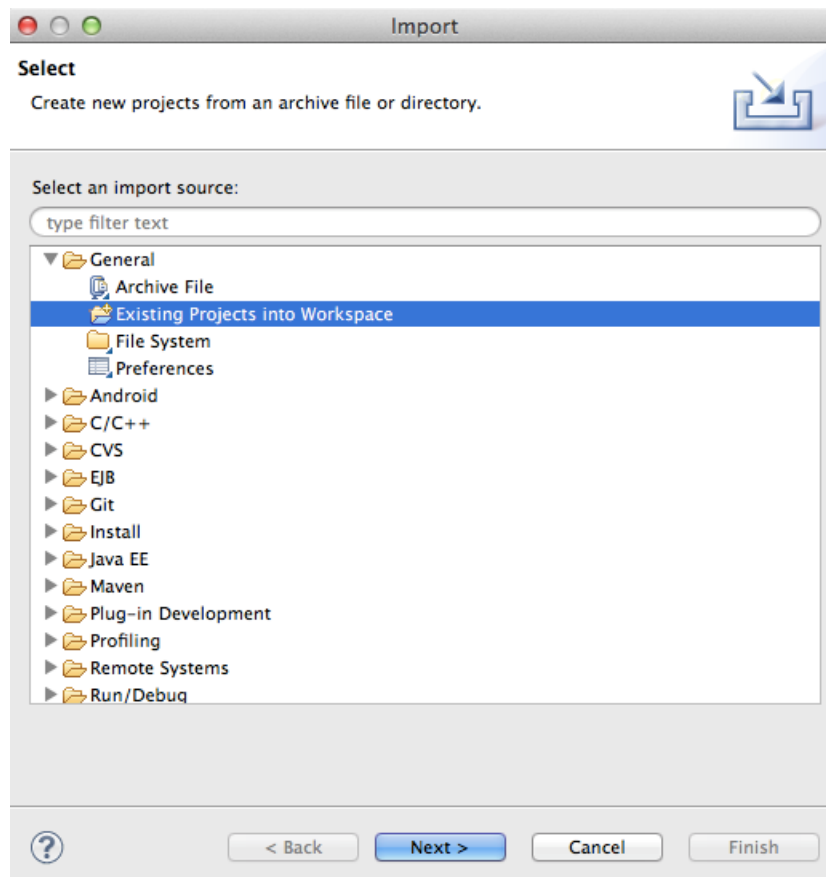 Import
Select
Create new projects from an archive file or directory.
Select an import source:
type filter text
General
Archive File
Existing Projects into Workspace
File System
Preferences
Android
C/C++
CVS
EJB
Git
Install
Java EE
Maven
Plug-in Development
Profiling
Remote Systems
Run/Debug
?
< Back
Next >
Cancel
Finish